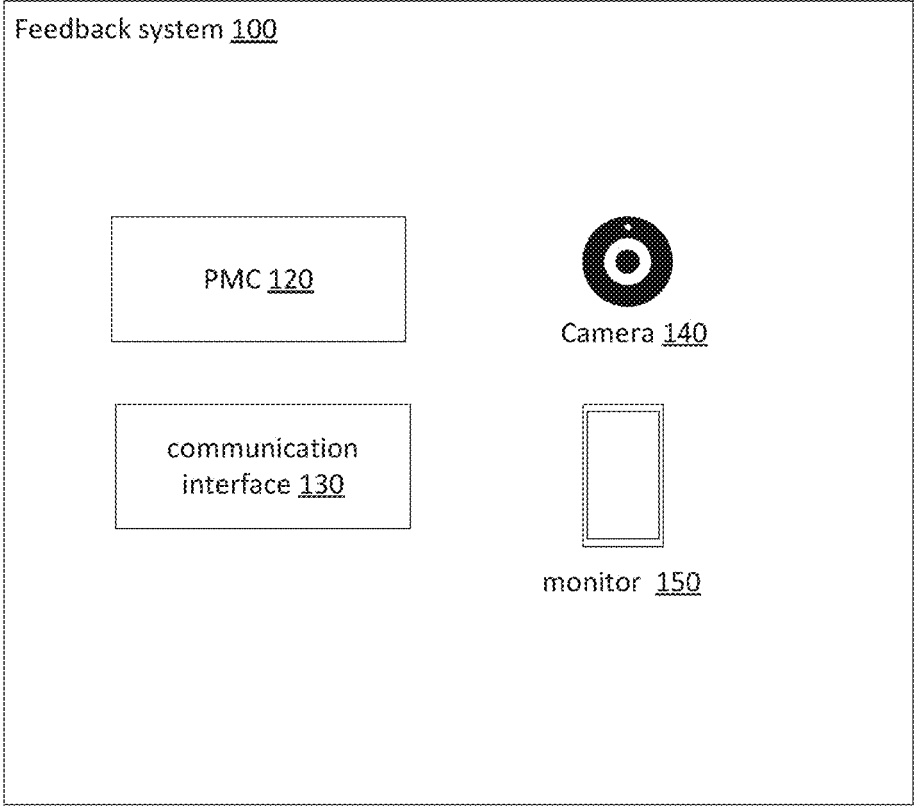 Feedback system 100
PMC 120
Camera 140
communication
interface 130
monitor 150